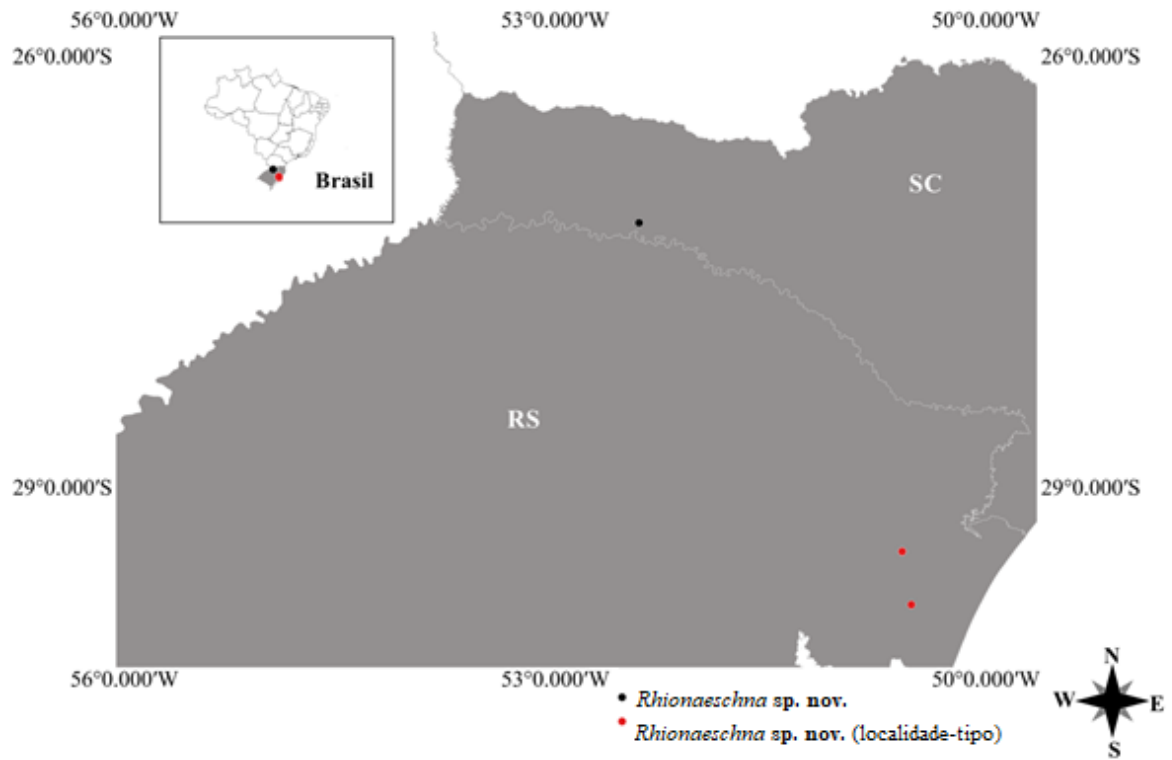 56°0.000′W 53°0.000′W 50°0.000′W
26°0.000′S 26°0.000′S
Brasil
SC
RS
29°0.000′S 29°0.000′S
56°0.000′W 53°0.000′W 50°0.000′W
N
W E
S
Rhionaeschna sp. nov.
Rhionaeschna sp. nov. (localidade-tipo)